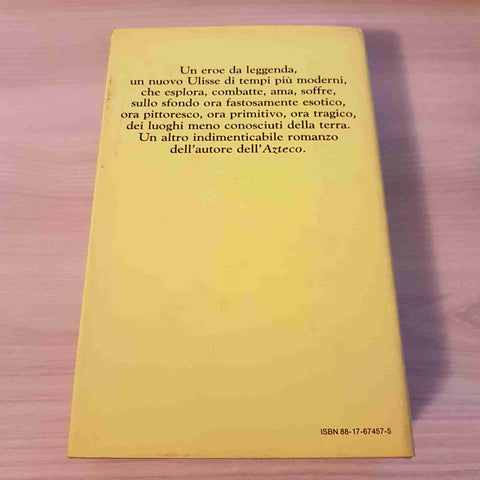 Un eroe da leggenda,
un nuovo Ulisse di tempi più moderni,
che esplora, combatte, ama, soffre,
sullo sfondo ora fastosamente esotico,
ora pittoresco, ora primitivo, ora tragico,
dei luoghi meno conosciuti della terra.
Un altro indimenticabile romanzo
dell'autore dell'Azteco.
ISBN 88-17-67457-5